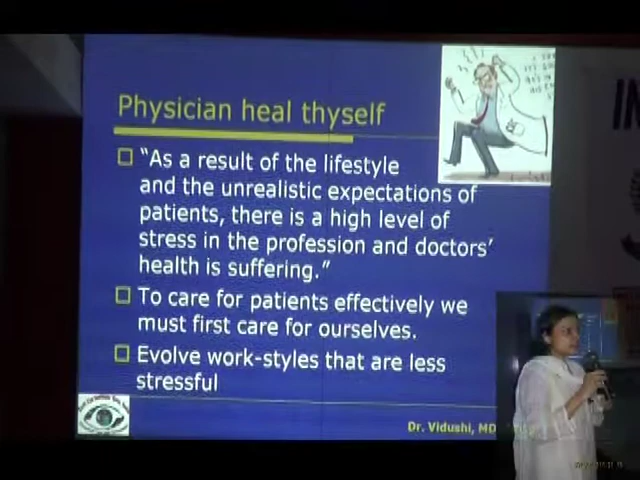 Physician heal thyself
“As a result of the lifestyle
and the unrealistic expectations of
patients, there is a high level of
stress in the profession and doctors’
health is suffering.”
To care for patients effectively we
must first care for ourselves.
Evolve work-styles that are less
stressful
Dr. Vidushi, MD